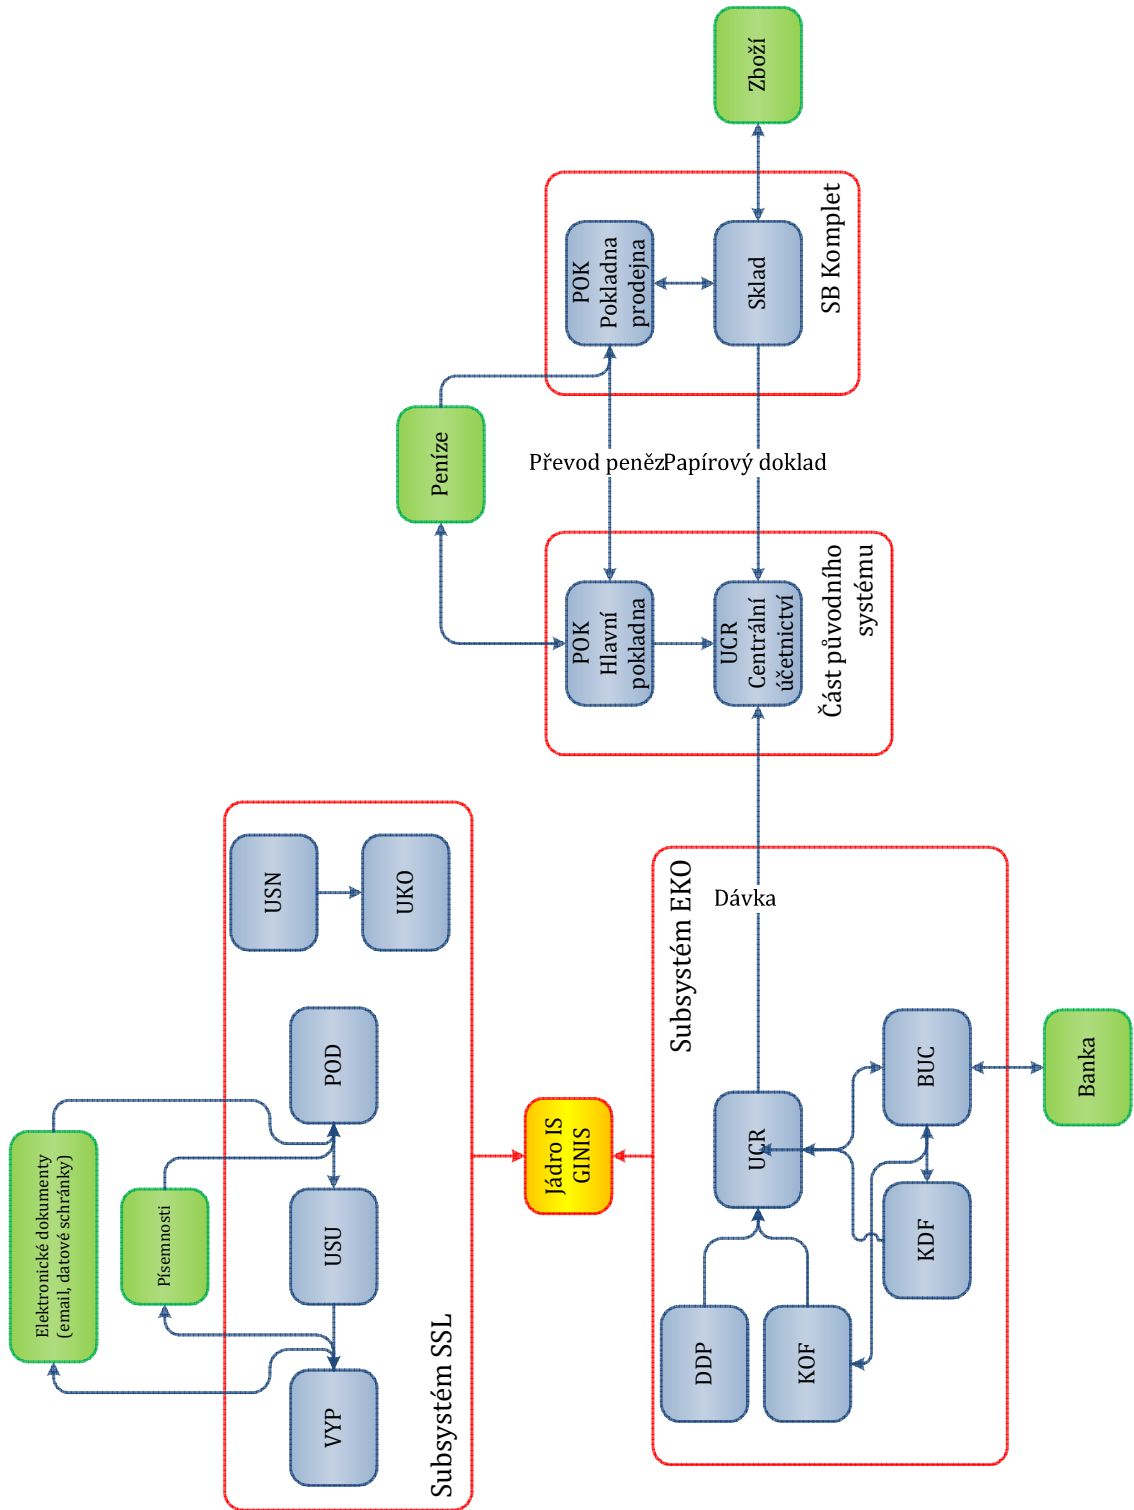 Elektronické dokumenty
(email, datové schránky)
Písemnosti
VYP
USU
POD
USN
UKO
Subsystém SSL
Jádro IS
GINIS
Subsystém EKO
DDP
KOF
UCR
KDF
BUC
Banka
Dávka
Peníze
POK
Hlavní
pokladna
UCR
Centrální
účetnictví
Část původního
systému
Převod peněz
Papírový doklad
POK
Pokladna
prodejna
Sklad
SB Komplet
Zboží